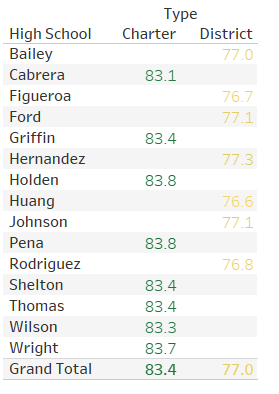 Type
High School Charter District
Bailey 77.0
Cabrera 83.1
Figueroa 76.7
Ford 77.1
Griffin 83.4
Hernandez 77.3
Holden 83.8
Huang 76.6
Johnson 77.1
Pena 83.8
Rodriguez 76.8
Shelton 83.4
Thomas 83.4
Wilson 83.3
Wright 83.7
Grand Total 83.4 77.0